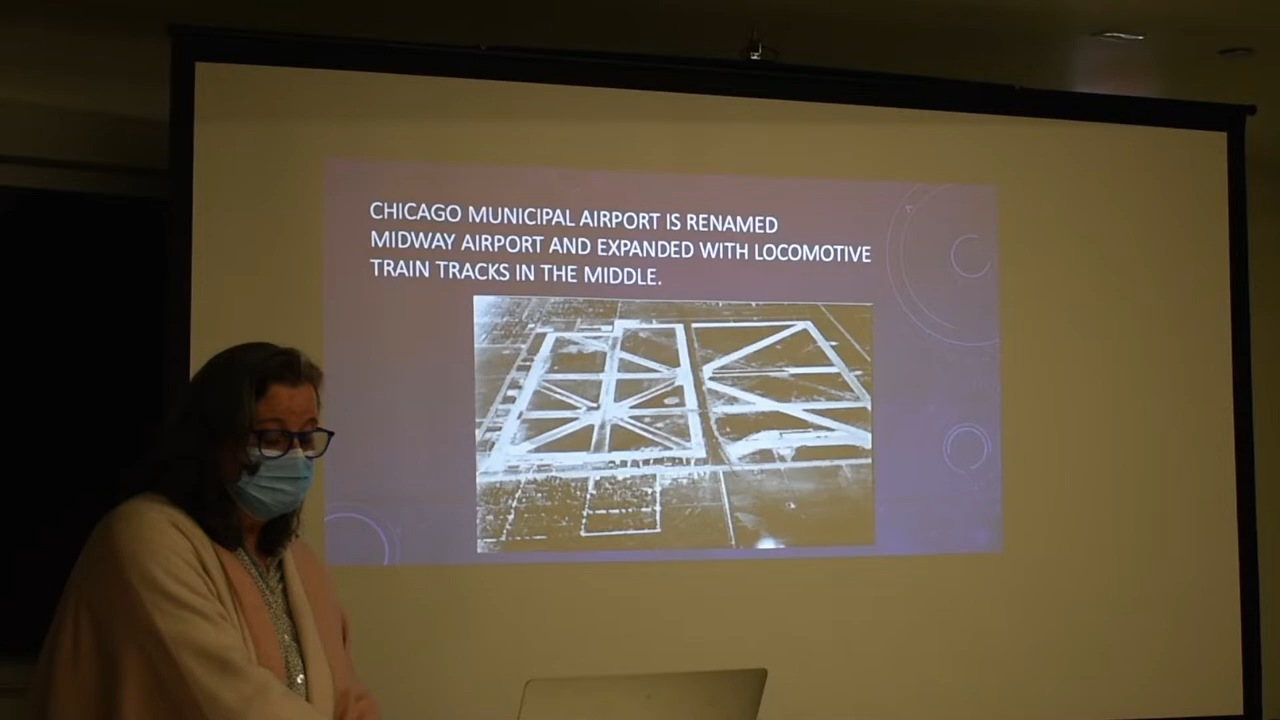 CHICAGO MUNICIPAL AIRPORT IS RENAMED
MIDWAY AIRPORT AND EXPANDED WITH LOCOMOTIVE
TRAIN TRACKS IN THE MIDDLE.